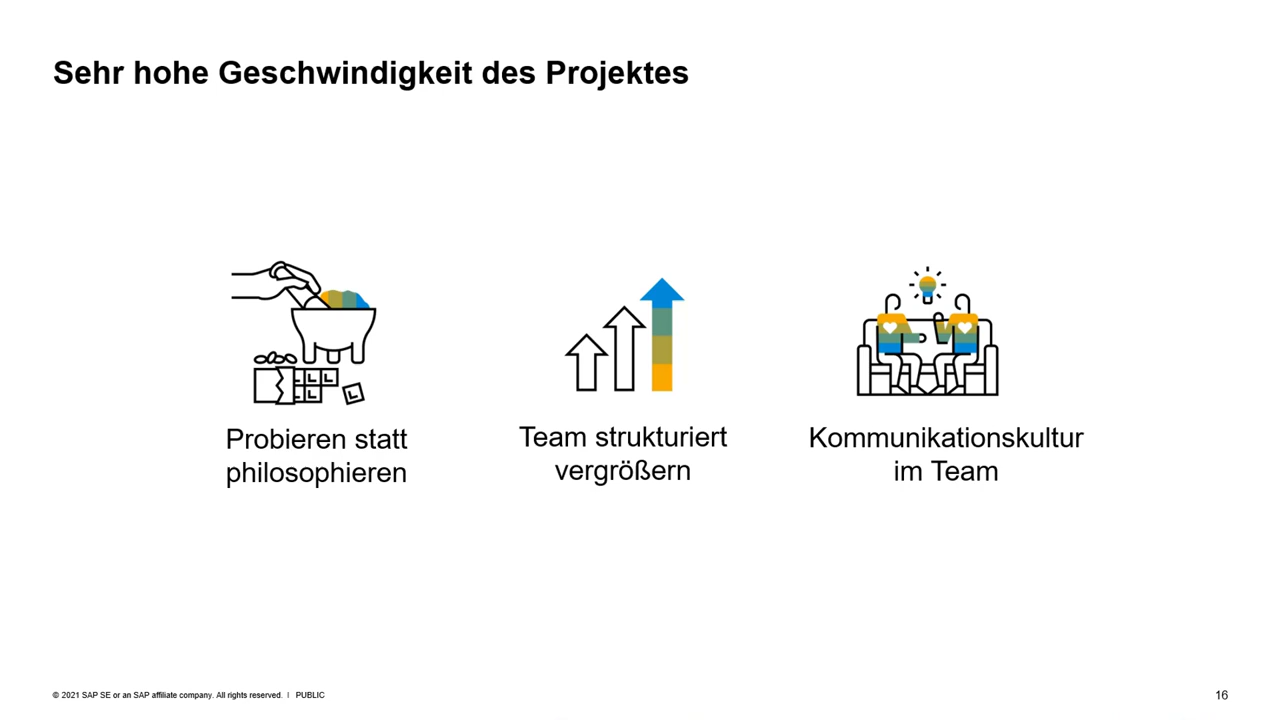 Sehr hohe Geschwindigkeit des Projektes
Probieren statt
philosophieren
Team strukturiert
vergrößern
Kommunikationskultur
im Team
© 2021 SAP SE or an SAP affiliate company. All rights reserved. | PUBLIC
16